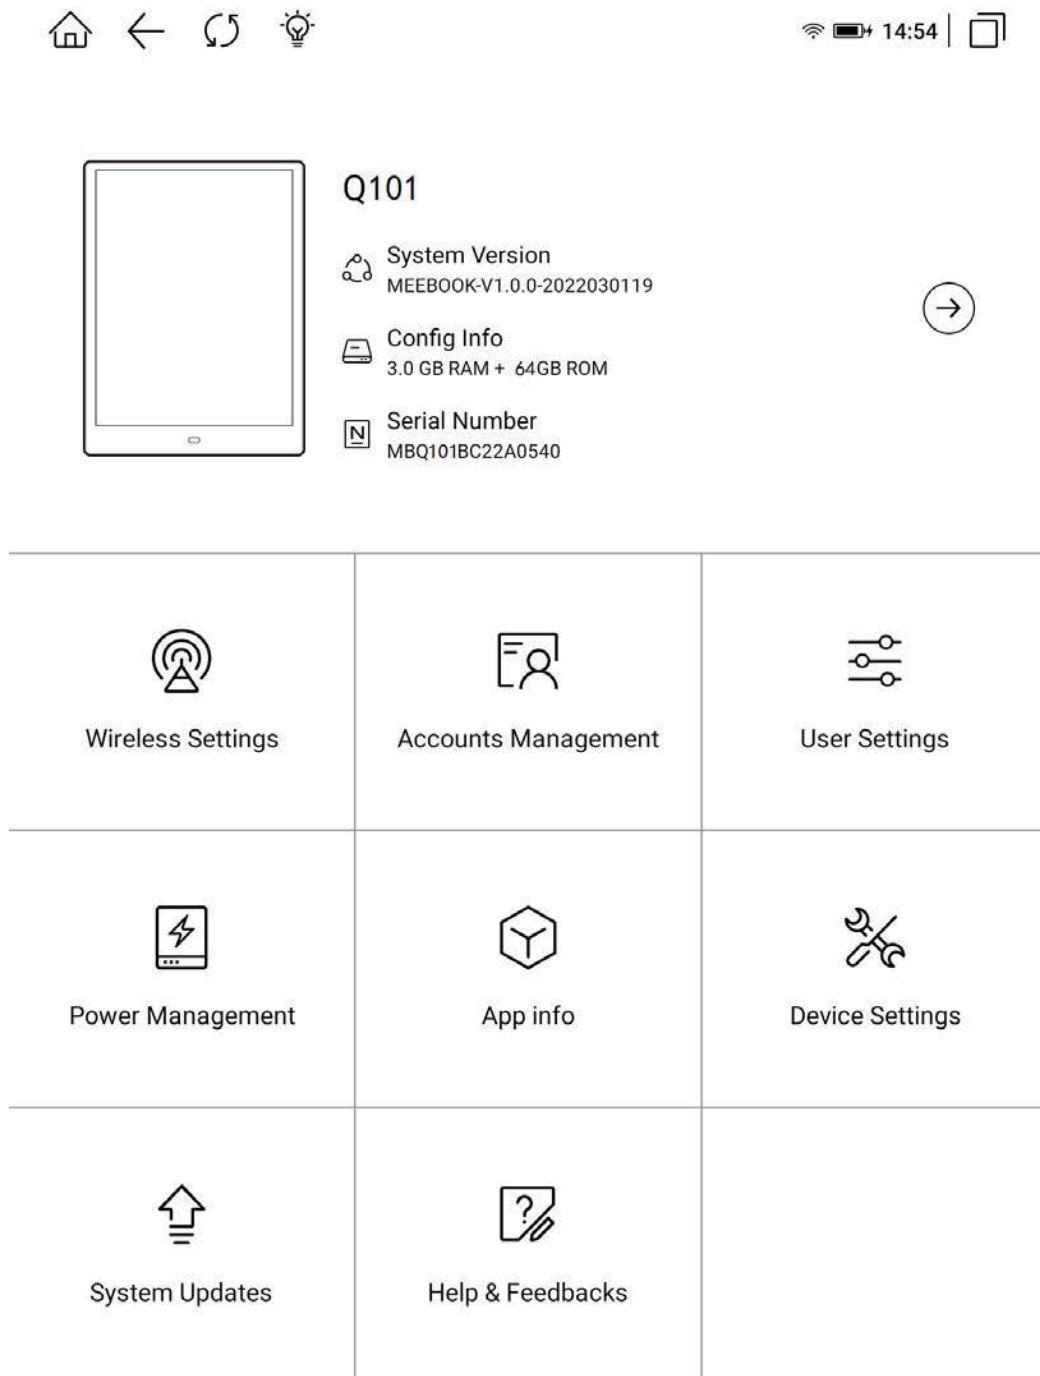 14:54
Q101
System Version
MEEBOOK-V1.0.0-2022030119
Config Info
3.0 GB RAM + 64GB ROM
N
Serial Number
MBQ101BC22A0540
Wireless Settings
Accounts Management
User Settings
Power Management
App info
Device Settings
?
System Updates
Help & Feedbacks